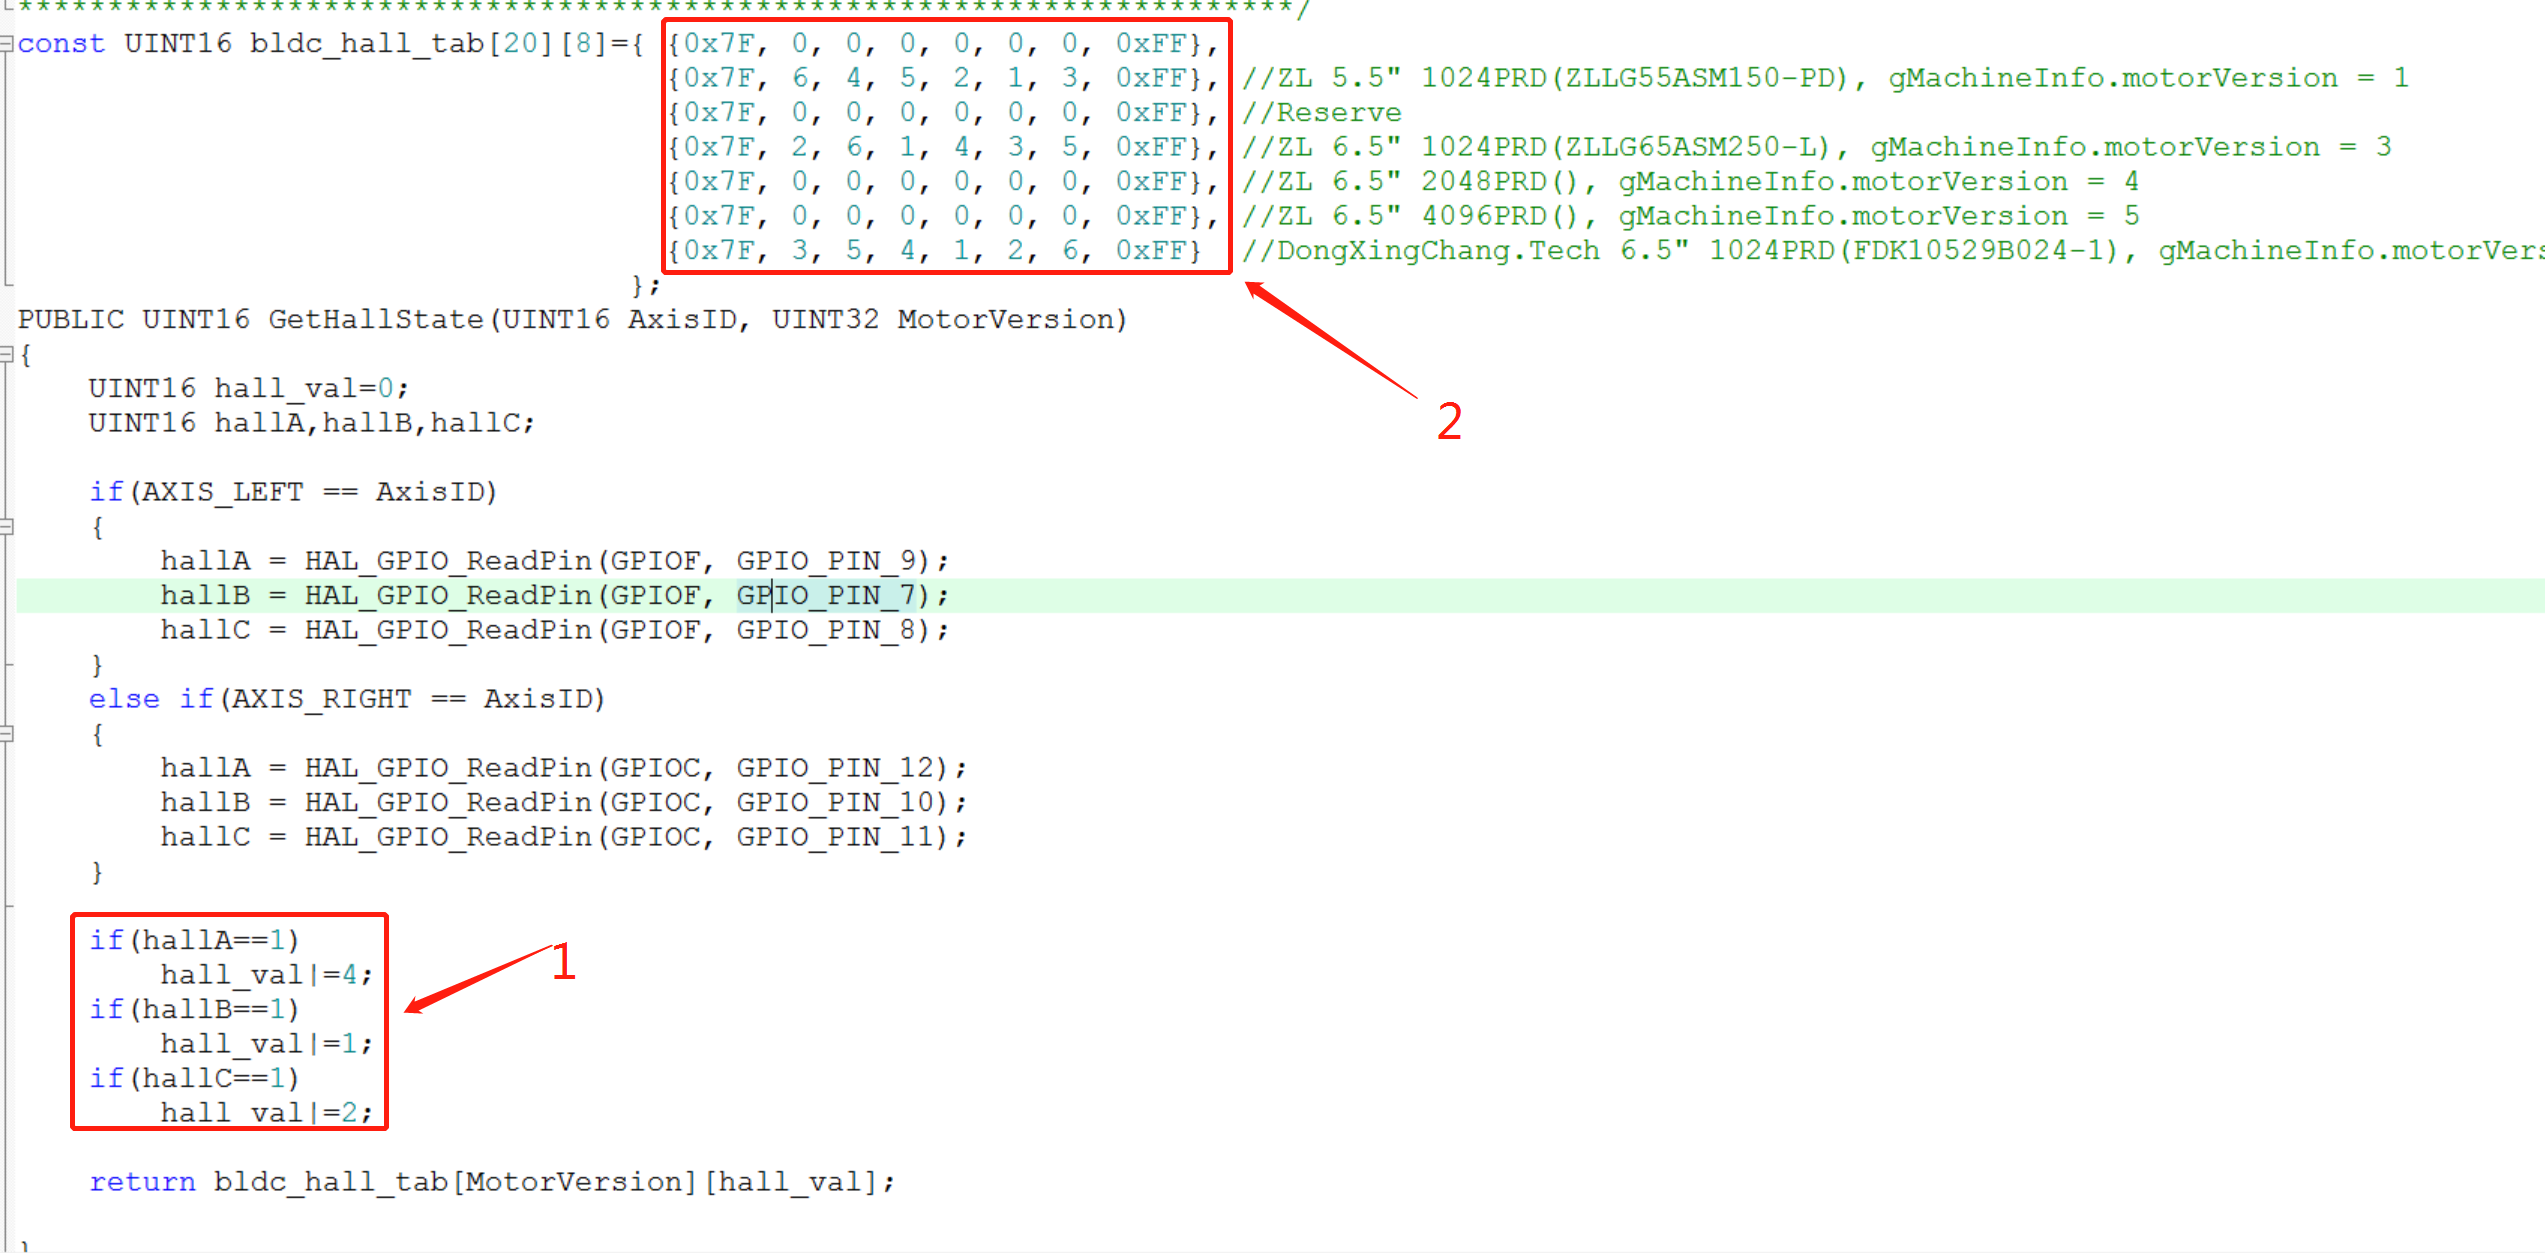 ***********************************************************************/
const UINT16 bldc_hall_tab[20][8]={ {0x7F, 0, 0, 0, 0, 0, 0, 0xFF},
{0x7F, 6, 4, 5, 2, 1, 3, 0xFF}, //ZL 5.5" 1024PRD(ZLLG55ASM150-PD), gMachineInfo.motorVersion = 1
{0x7F, 0, 0, 0, 0, 0, 0, 0xFF}, //Reserve
{0x7F, 2, 6, 1, 4, 3, 5, 0xFF}, //ZL 6.5" 1024PRD(ZLLG65ASM250-L), gMachineInfo.motorVersion = 3
{0x7F, 0, 0, 0, 0, 0, 0, 0xFF}, //ZL 6.5" 2048PRD(), gMachineInfo.motorVersion = 4
{0x7F, 0, 0, 0, 0, 0, 0, 0xFF}, //ZL 6.5" 4096PRD(), gMachineInfo.motorVersion = 5
{0x7F, 3, 5, 4, 1, 2, 6, 0xFF} //DongXingChang.Tech 6.5" 1024PRD(FDK10529B024-1), gMachineInfo.motorVers
};
PUBLIC UINT16 GetHallState(UINT16 AxisID, UINT32 MotorVersion)
{
UINT16 hall_val=0;
UINT16 hallA,hallB,hallC;
2
if(AXIS_LEFT == AxisID)
{
hallA = HAL_GPIO_ReadPin(GPIOF, GPIO_PIN_9);
hallB = HAL_GPIO_ReadPin(GPIOF, GPIO_PIN_7);
hallC = HAL_GPIO_ReadPin(GPIOF, GPIO_PIN_8);
}
else if(AXIS_RIGHT == AxisID)
{
hallA = HAL_GPIO_ReadPin(GPIOC, GPIO_PIN_12);
hallB = HAL_GPIO_ReadPin(GPIOC, GPIO_PIN_10);
hallC = HAL_GPIO_ReadPin(GPIOC, GPIO_PIN_11);
}
if(hallA==1)
hall_val|=4;
1
if(hallB==1)
hall_val|=1;
if(hallC==1)
hall_val|=2;
return bldc_hall_tab[MotorVersion][hall_val];
}